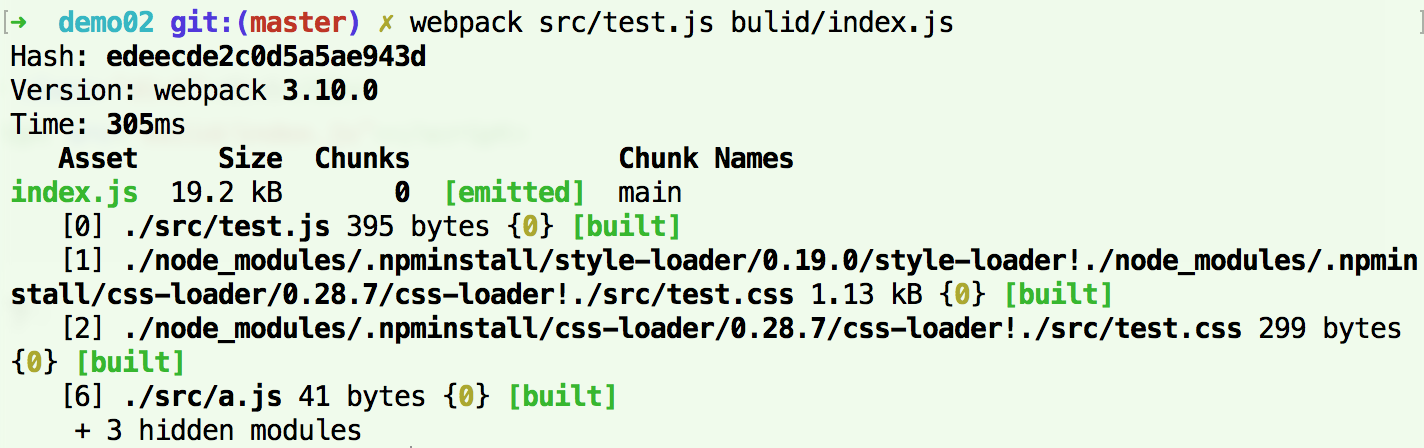 ➜ demo02 git:(master) ✗ webpack src/test.js bulid/index.js
Hash: edeecde2c0d5a5ae943d
Version: webpack 3.10.0
Time: 305ms
Asset Size Chunks Chunk Names
index.js 19.2 kB 0 [emitted] main
[0] ./src/test.js 395 bytes {0} [built]
[1] ./node_modules/.npminstall/style-loader/0.19.0/style-loader!./node_modules/.npmin
stall/css-loader/0.28.7/css-loader!./src/test.css 1.13 kB {0} [built]
[2] ./node_modules/.npminstall/css-loader/0.28.7/css-loader!./src/test.css 299 bytes
{0} [built]
[6] ./src/a.js 41 bytes {0} [built]
+ 3 hidden modules